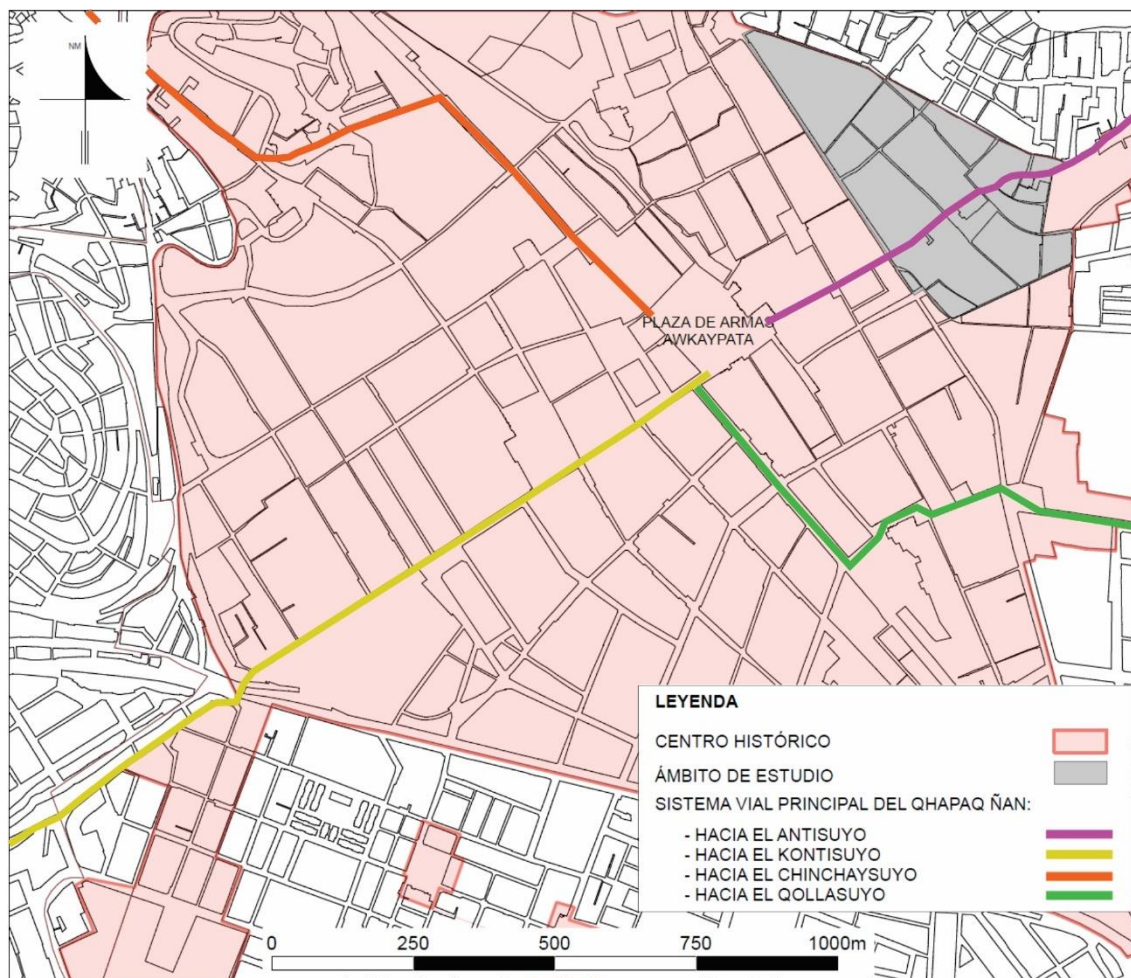 NM
PLAZA DE ARMAS
AWKAYPATA
LEYENDA
CENTRO HISTÓRICO
ÁMBITO DE ESTUDIO
SISTEMA VIAL PRINCIPAL DEL QHAPAQ ÑAN:
- HACIA EL ANTISUYO
- HACIA EL KONTISUYO
- HACIA EL CHINCHAYSUYO
- HACIA EL QOLLASUYO
0 250 500 750 1000m